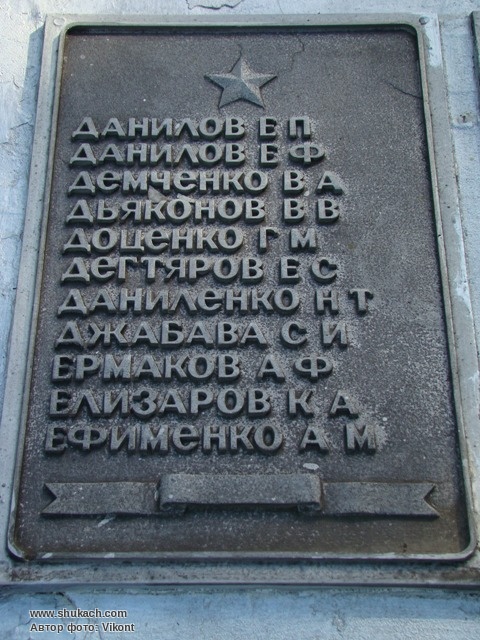 ДАНИЛОВ Е П
ДАНИЛОВ Е Ф
ДЕМЧЕНКО В А
ДЬЯКОНОВ В В
ДОЦЕНКО Г М
ДЕГТЯРОВ Е С
ДАНИЛЕНКО Н Т
ДЖАБАВА С И
ЕРМАКОВ А Ф
ЕЛИЗАРОВ К А
ЕФИМЕНКО А М
www.shukach.com
Автор фото: Vikont